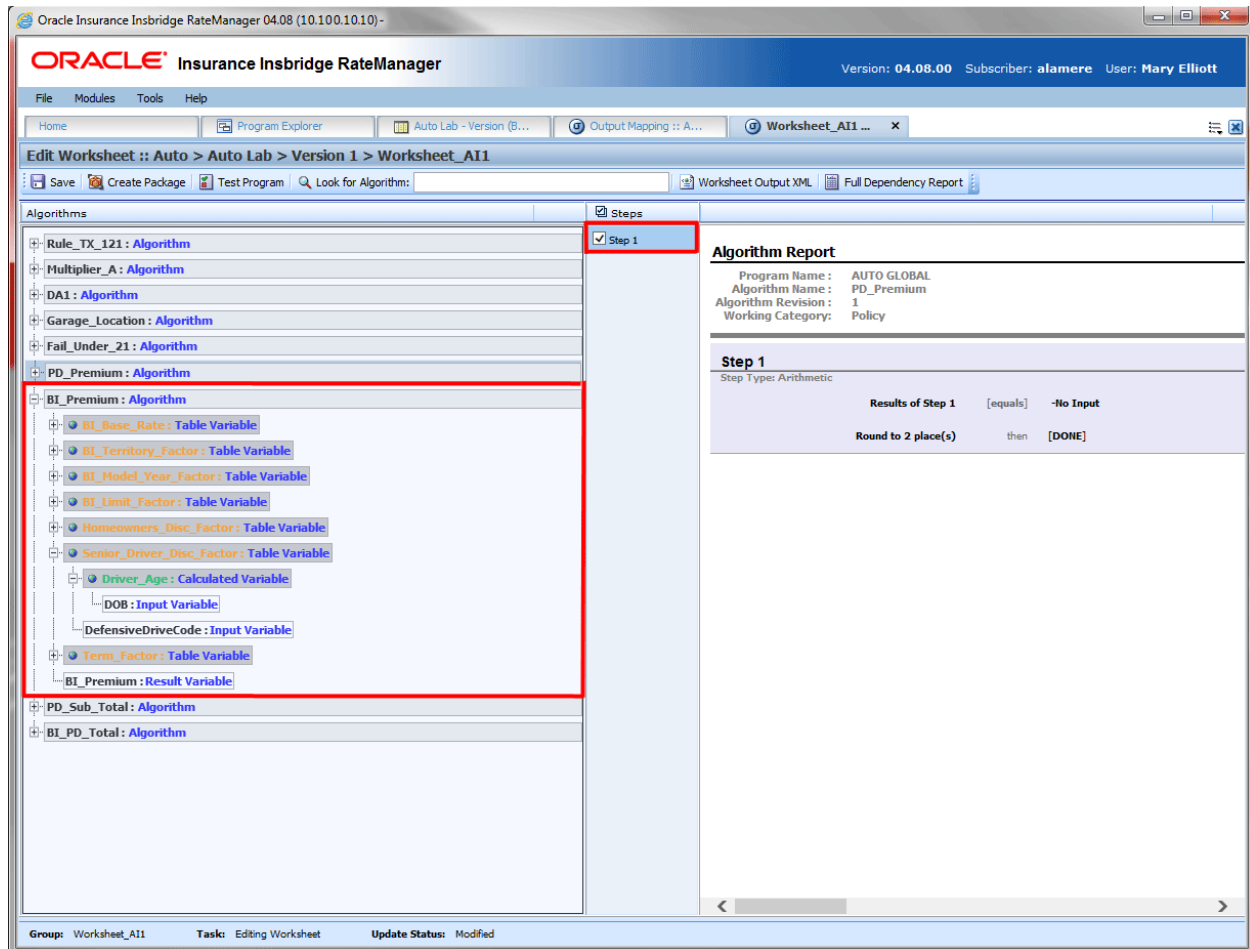 Oracle Insurance Insbridge RateManager 04.08 (10.100.10.10)-
ORACLE Insurance Insbridge RateManager
Version: 04.08.00 Subscriber: alamere User: Mary Elliott
File Modules Tools Help
Home Program Explorer Auto Lab - Version (B... Output Mapping :: A... Worksheet_AI1 ... x
Edit Worksheet :: Auto > Auto Lab > Version 1 > Worksheet_AI1
Save Create Package Test Program Look for Algorithm: Worksheet Output XML Full Dependency Report
Algorithms
Rule_TX_121 : Algorithm
Multiplier_A : Algorithm
DA1 : Algorithm
Garage_Location : Algorithm
Fail_Under_21 : Algorithm
PD_Premium : Algorithm
BI_Premium : Algorithm
BI_Base_Rate : Table Variable
BI_Territory_Factor : Table Variable
BI_Model_Year_Factor : Table Variable
BI_Limit_Factor : Table Variable
Homeowners_Disc_Factor : Table Variable
Senior_Driver_Disc_Factor : Table Variable
Driver_Age : Calculated Variable
DOB : Input Variable
DefensiveDriveCode : Input Variable
Term_Factor : Table Variable
BI_Premium : Result Variable
PD_Sub_Total : Algorithm
BI_PD_Total : Algorithm
Steps
Step 1
Algorithm Report
Program Name : AUTO GLOBAL
Algorithm Name : PD_Premium
Algorithm Revision : 1
Working Category: Policy
Step 1
Step Type: Arithmetic
Results of Step 1 [equals] -No Input
Round to 2 place(s) then [DONE]
Group: Worksheet_AI1 Task: Editing Worksheet Update Status: Modified